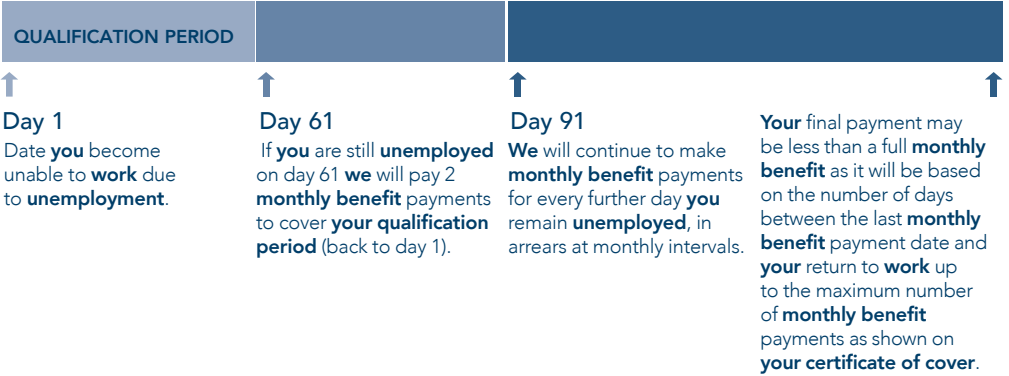 QUALIFICATION PERIOD
Day 1
Date you become
unable to work due
to unemployment.
Day 61
If you are still unemployed
on day 61 we will pay 2
monthly benefit payments
to cover your qualification
period (back to day 1).
Day 91
We will continue to make
monthly benefit payments
for every further day you
remain unemployed, in
arrears at monthly intervals.
Your final payment may
be less than a full monthly
benefit as it will be based
on the number of days
between the last monthly
benefit payment date and
your return to work up
to the maximum number
of monthly benefit
payments as shown on
your certificate of cover.